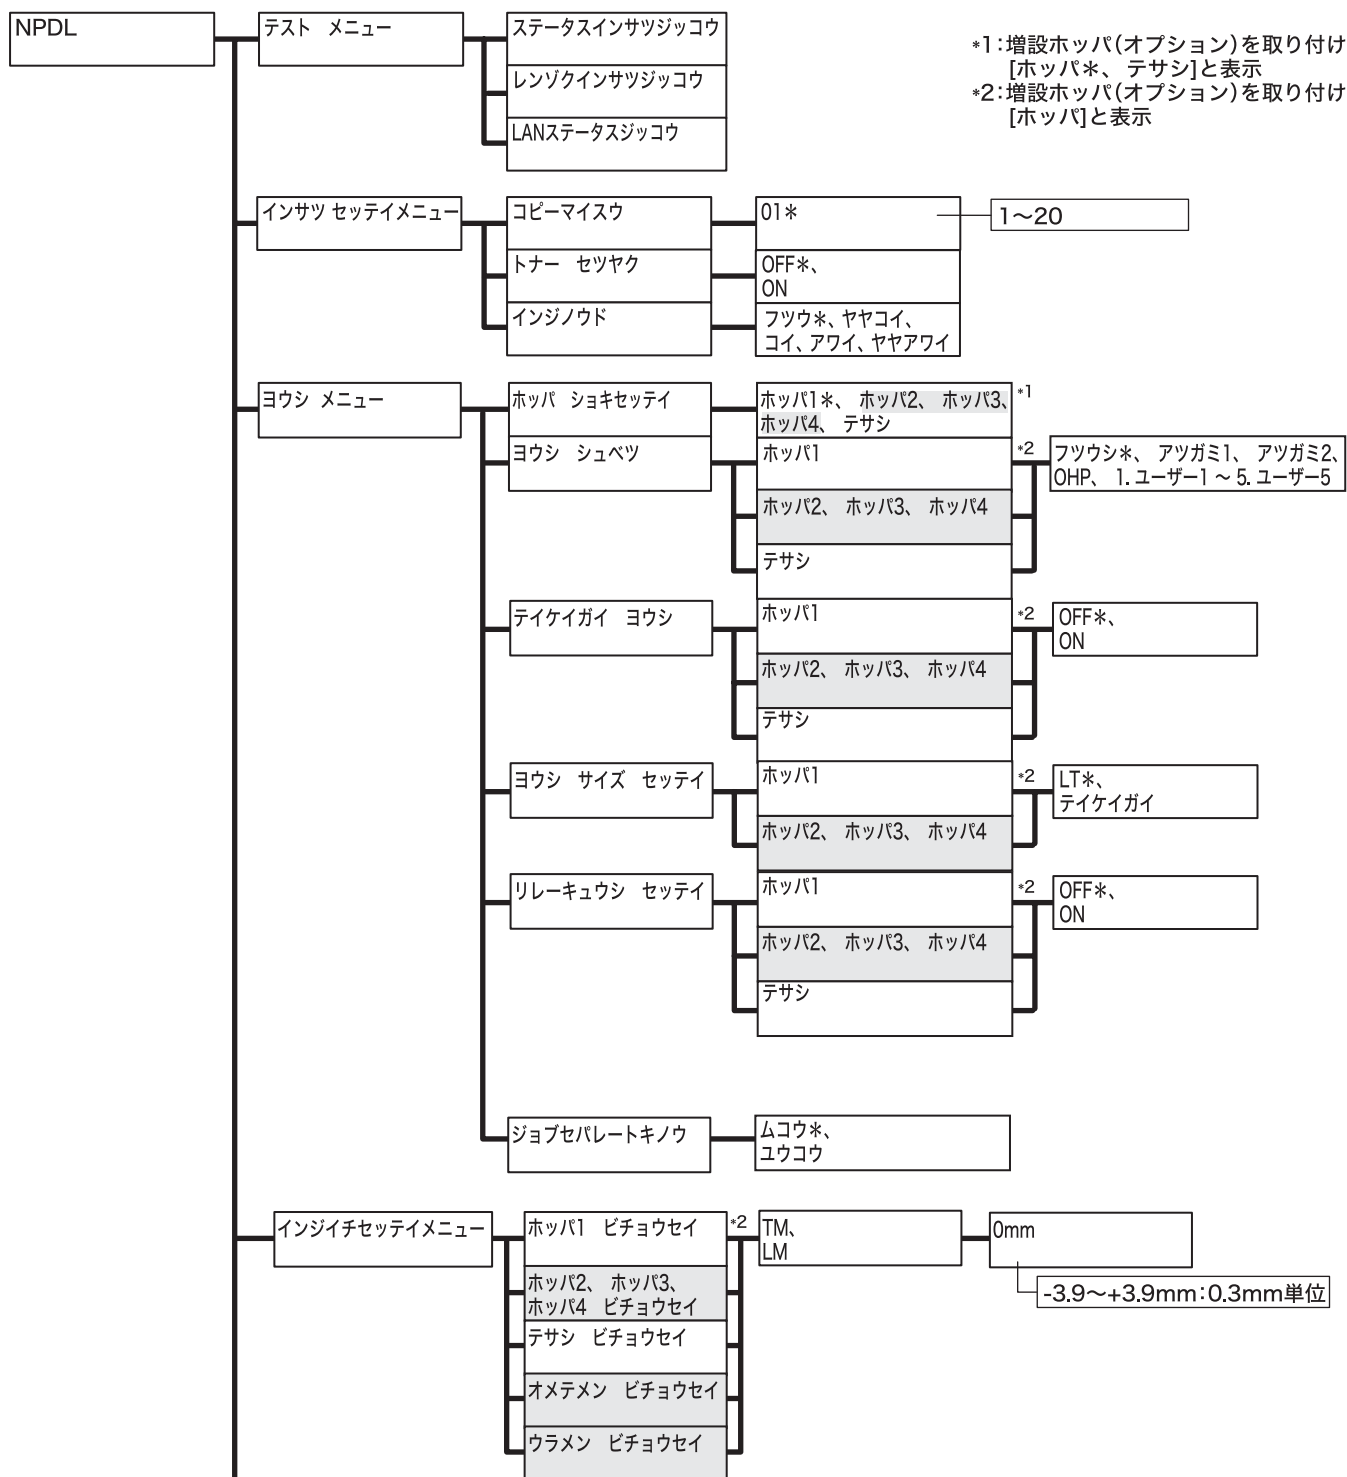 NPDL
テスト　メニュー
ステータスインサツジッコウ
レンゾクインサツジッコウ
LANステータスジッコウ
*1:増設ホッパ(オプション)を取り付け
[ホッパ＊、 テサシ]と表示
*2:増設ホッパ(オプション)を取り付け
[ホッパ]と表示
インサツ セッテイメニュー
コピーマイスウ
01＊
1〜20
トナー　セツヤク
OFF＊、
ON
インジノウド
フツウ＊、ヤヤコイ、
コイ、アワイ、ヤヤアワイ
ヨウシ メニュー
ホッパ　ショキセッテイ
ホッパ1＊、 ホッパ2、 ホッパ3、
ホッパ4、 テサシ
*1
ヨウシ　シュベツ
ホッパ1
*2
フツウシ＊、 アツガミ1、 アツガミ2、
OHP、 1. ユーザー1 〜 5. ユーザー5
ホッパ2、 ホッパ3、 ホッパ4
テサシ
テイケイガイ　ヨウシ
ホッパ1
*2
OFF＊、
ON
ホッパ2、 ホッパ3、 ホッパ4
テサシ
ヨウシ　サイズ　セッテイ
ホッパ1
*2
LT＊、
テイケイガイ
ホッパ2、 ホッパ3、 ホッパ4
リレーキュウシ　セッテイ
ホッパ1
*2
OFF＊、
ON
ホッパ2、 ホッパ3、 ホッパ4
テサシ
ジョブセパレートキノウ
ムコウ＊、
ユウコウ
インジイチセッテイメニュー
ホッパ1　ビチョウセイ
*2
TM、
LM
0mm
-3.9〜+3.9mm:0.3mm単位
ホッパ2、 ホッパ3、
ホッパ4　ビチョウセイ
テサシ　ビチョウセイ
オメテメン　ビチョウセイ
ウラメン　ビチョウセイ